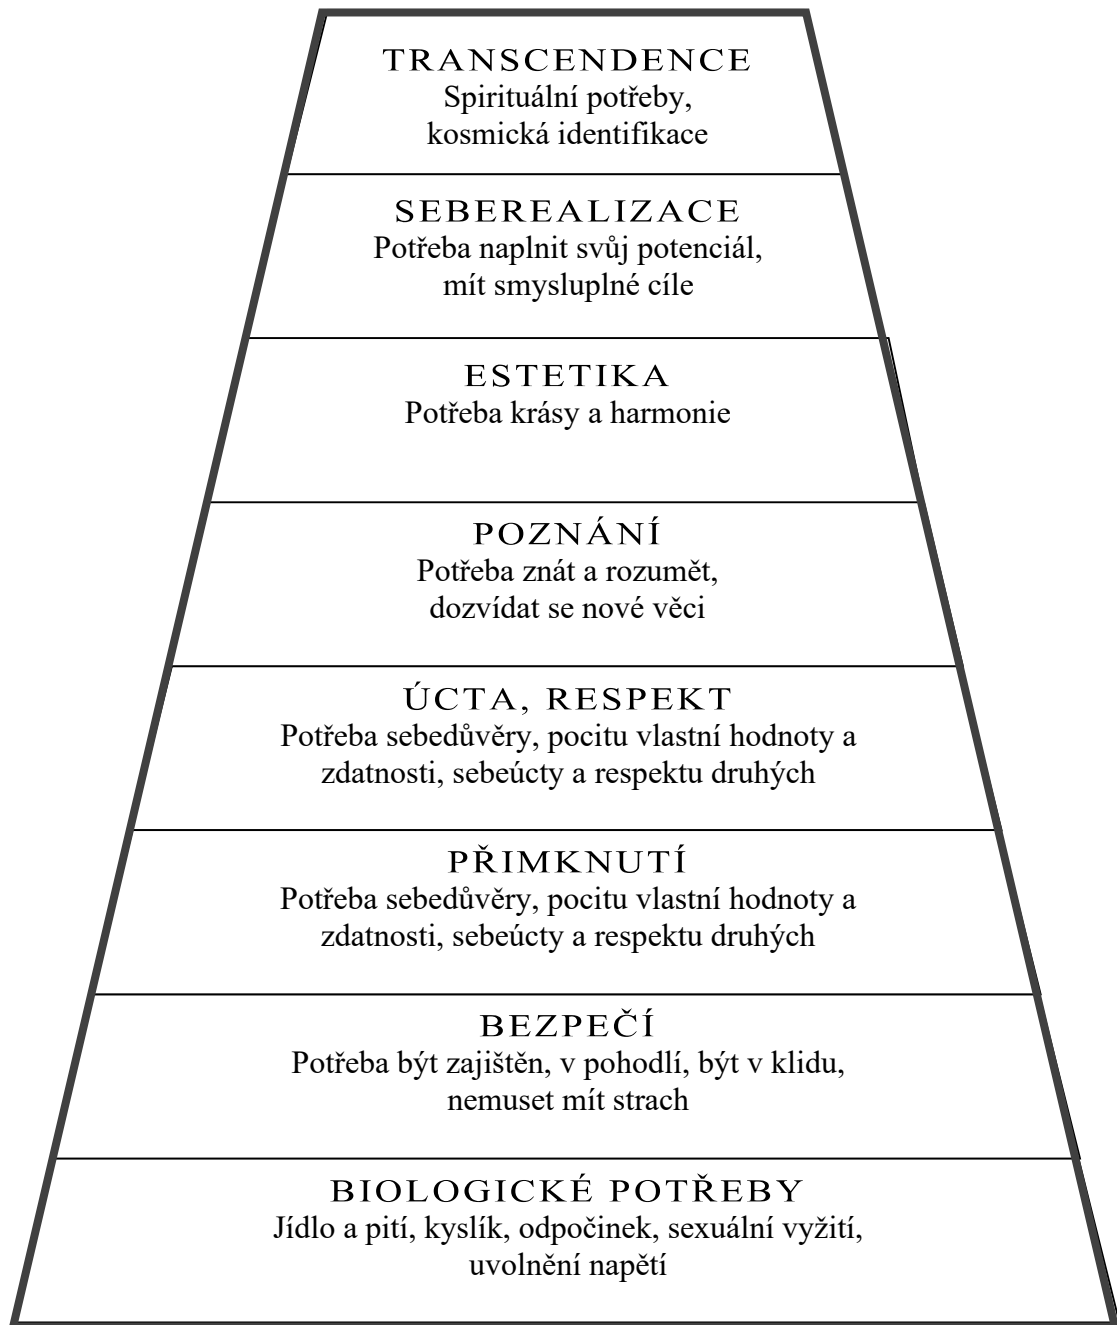 TRANSCENDENCE
Spirituální potřeby,
kosmická identifikace
SEBEREALIZACE
Potřeba naplnit svůj potenciál,
mít smysluplné cíle
ESTETIKA
Potřeba krásy a harmonie
POZNÁNÍ
Potřeba znát a rozumět,
dozvídat se nové věci
ÚCTA, RESPEKT
Potřeba sebedůvěry, pocitu vlastní hodnoty a
zdatnosti, sebeúcty a respektu druhých
PŘIMKNUTÍ
Potřeba sebedůvěry, pocitu vlastní hodnoty a
zdatnosti, sebeúcty a respektu druhých
BEZPEČÍ
Potřeba být zajištěn, v pohodlí, být v klidu,
nemuset mít strach
BIOLOGICKÉ POTŘEBY
Jídlo a pití, kyslík, odpočinek, sexuální vyžití,
uvolnění napětí